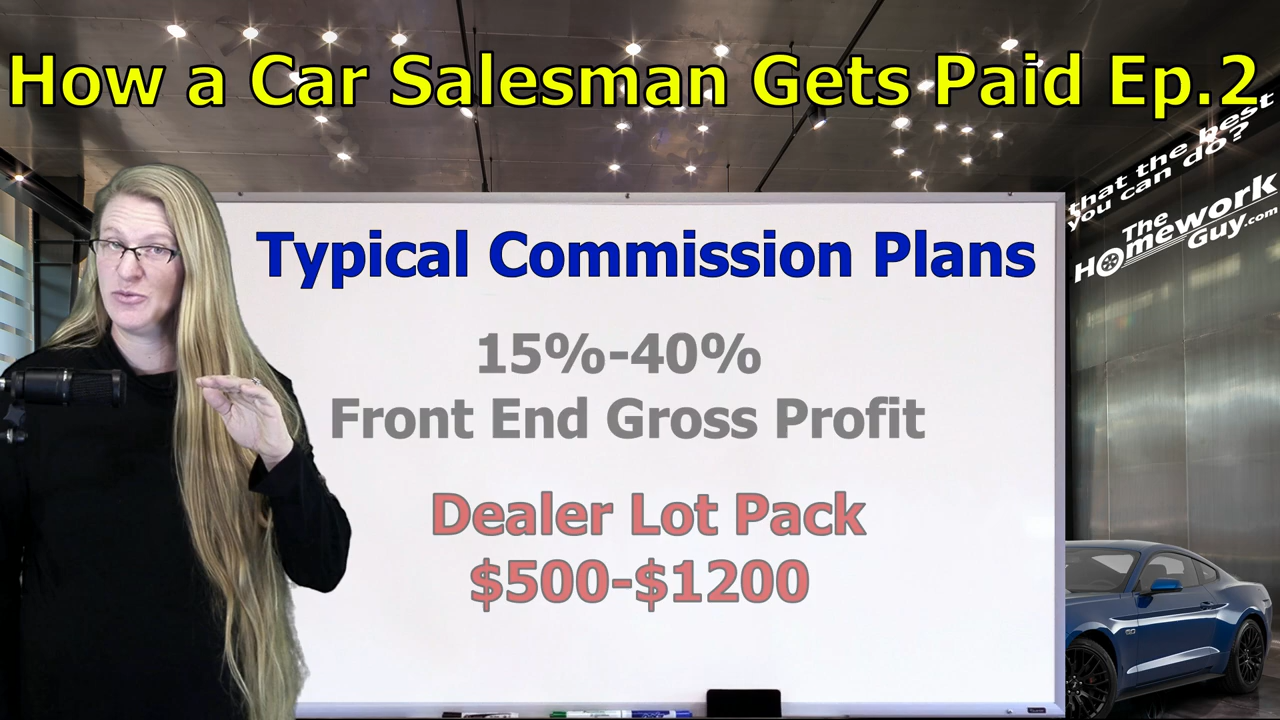 How a Car Salesman Gets Paid Ep.2
that the best
you can do?
The
Homework
Guy.com
Typical Commission Plans
15%-40%
Front End Gross Profit
Dealer Lot Pack
$500-$1200